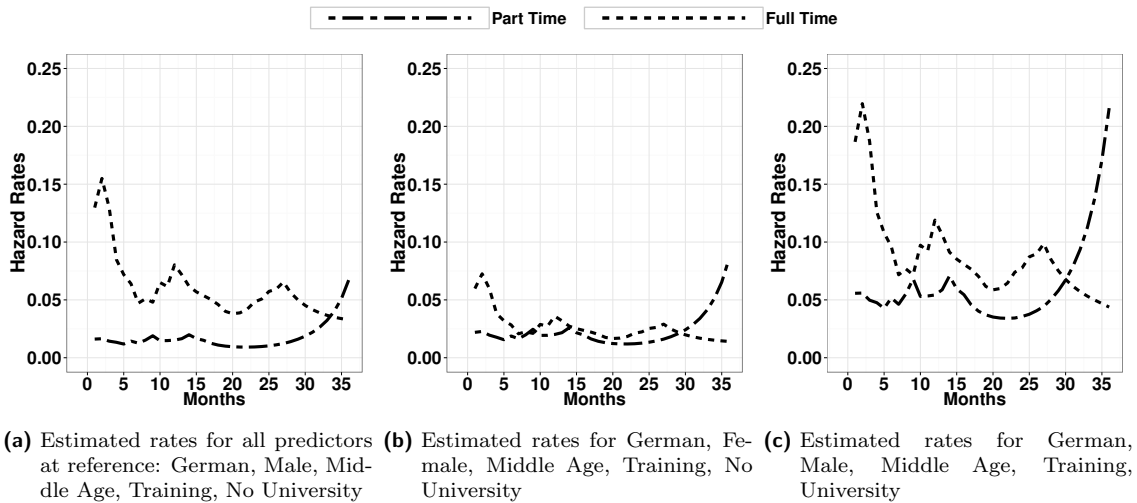 Part Time
Full Time
Hazard Rates
0.25
0.20
0.15
0.10
0.05
0.00
0 5 10 15 20 25 30 35
Months
Hazard Rates
0.25
0.20
0.15
0.10
0.05
0.00
0 5 10 15 20 25 30 35
Months
Hazard Rates
0.25
0.20
0.15
0.10
0.05
0.00
0 5 10 15 20 25 30 35
Months
(a) Estimated rates for all predictors
at reference: German, Male, Mid-
dle Age, Training, No University
(b) Estimated rates for German, Fe-
male, Middle Age, Training, No
University
(c) Estimated rates for German,
Male, Middle Age, Training,
University